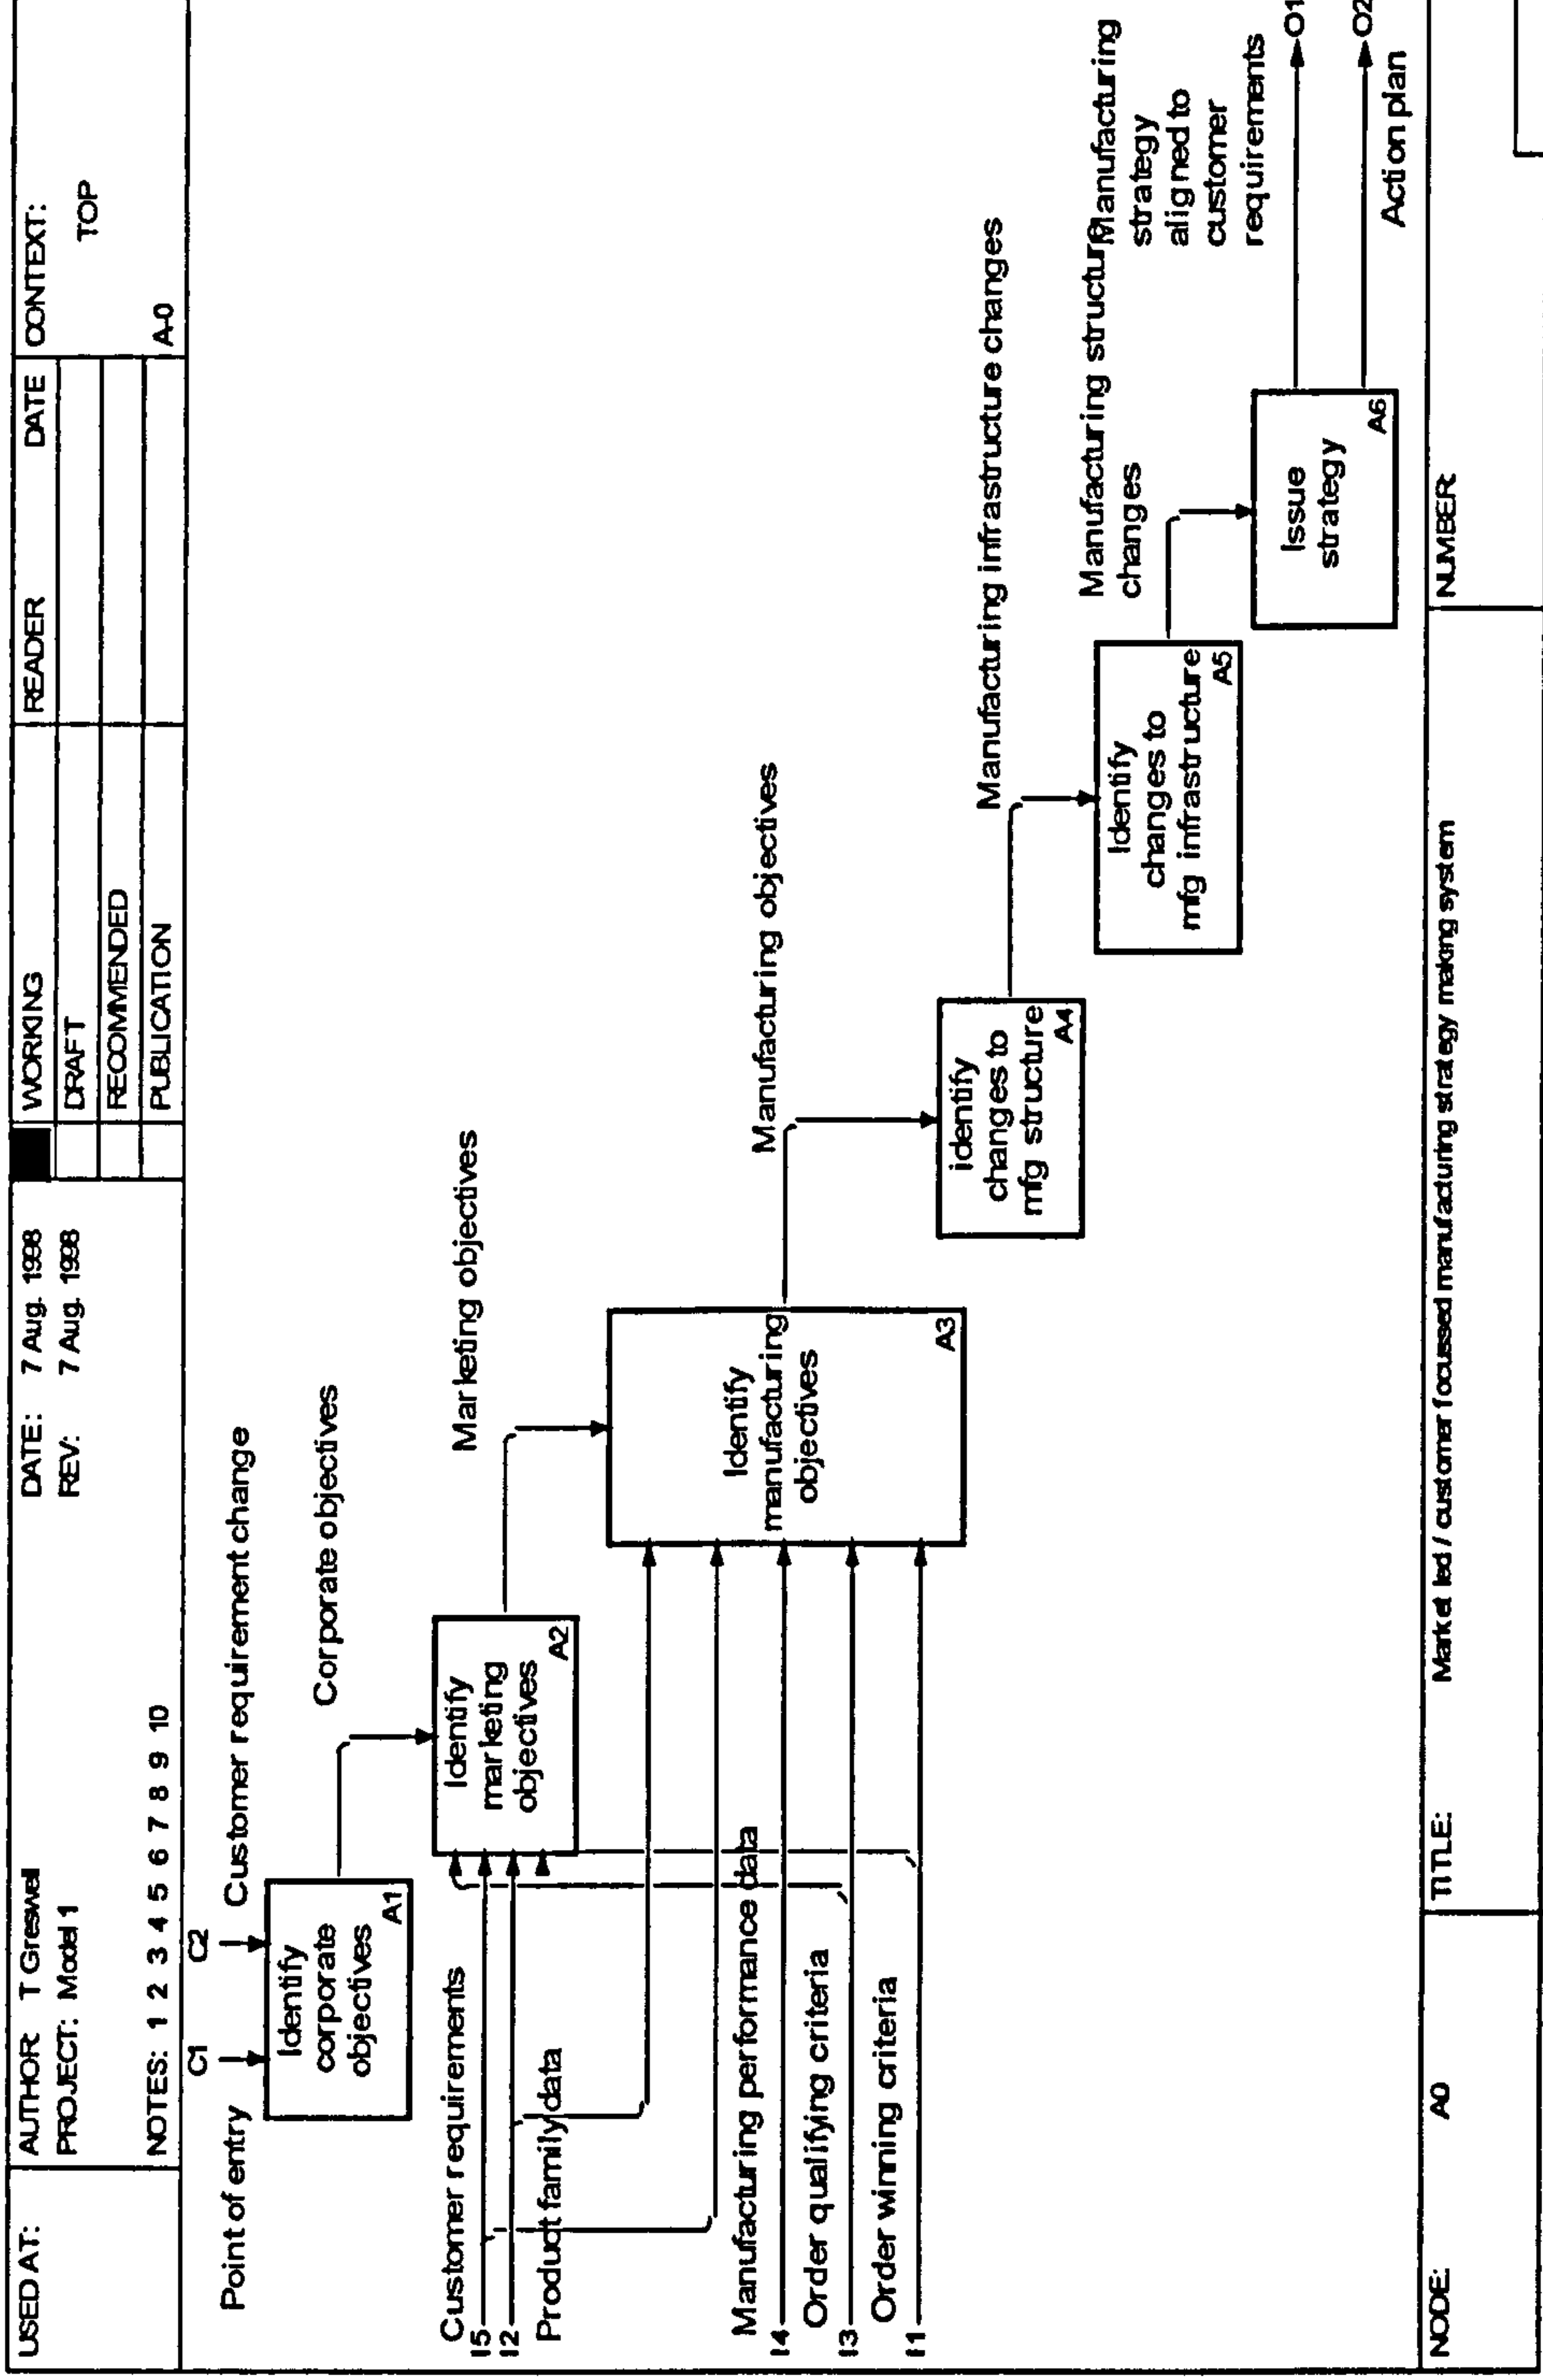 USED AT:
AUTHOR T Greswell
PROJECT: Model 1
NOTES: 1 2 3 4 5 6 7 8 9 10
DATE: 7 Aug. 1998
REV: 7 Aug. 1998
WORKING
DRAFT
RECOMMENDED
PUBLICATION
READER DATE
CONTEXT:
TOP
A-0
Point of entry
C1
C2
Customer requirement change
Identify
corporate
objectives
A1
Corporate objectives
Customer requirements
I5
I2
Product family data
Identify
marketing
objectives
A2
Marketing objectives
Manufacturing performance data
I4
Order qualifying criteria
I3
Order winning criteria
I1
Identify
manufacturing
objectives
A3
Manufacturing objectives
identify
changes to
mfg structure
A4
Manufacturing infrastructure changes
Identify
changes to
mfg infrastructure
A5
Manufacturing structure
changes
Issue
strategy
A6
Manufacturing
strategy
aligned to
customer
requirements
O1
O2
Action plan
NODE: A0
TITLE: Market led / customer focussed manufacturing strategy making system
NUMBER: